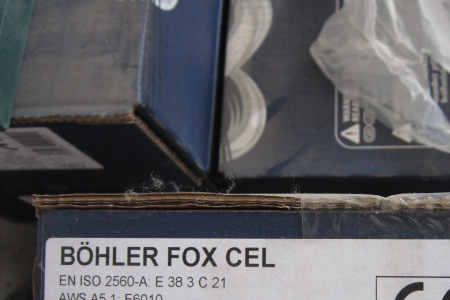 BÖHLER FOX CEL
EN ISO 2560-A: E 38 3 C 21
AWS A5.1: E6010